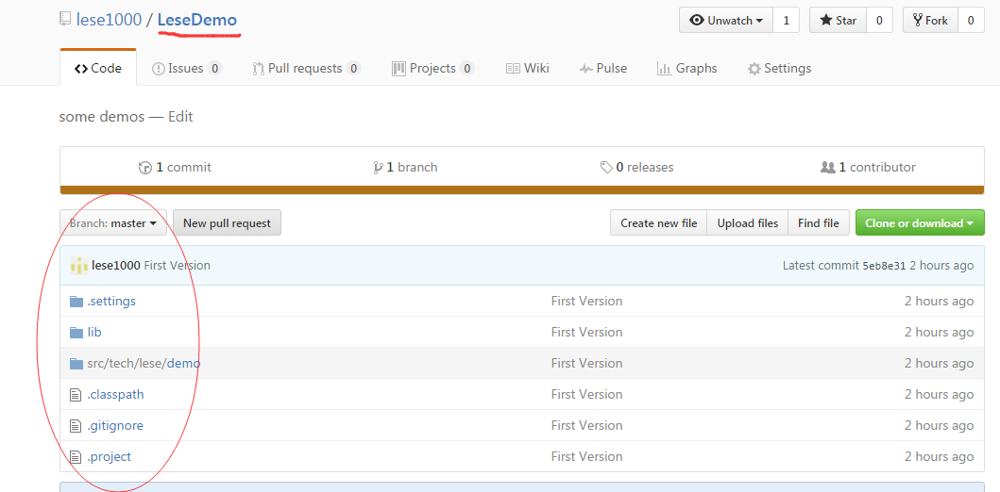 lese1000 / LeseDemo Unwatch 1 Star 0 Fork 0
Code Issues 0 Pull requests 0 Projects 0 Wiki Pulse Graphs Settings
some demos — Edit
1 commit 1 branch 0 releases 1 contributor
Branch: master New pull request Create new file Upload files Find file Clone or download
lese1000 First Version Latest commit 5eb8e31 2 hours ago
.settings First Version 2 hours ago
lib First Version 2 hours ago
src/tech/lese/demo First Version 2 hours ago
.classpath First Version 2 hours ago
.gitignore First Version 2 hours ago
.project First Version 2 hours ago